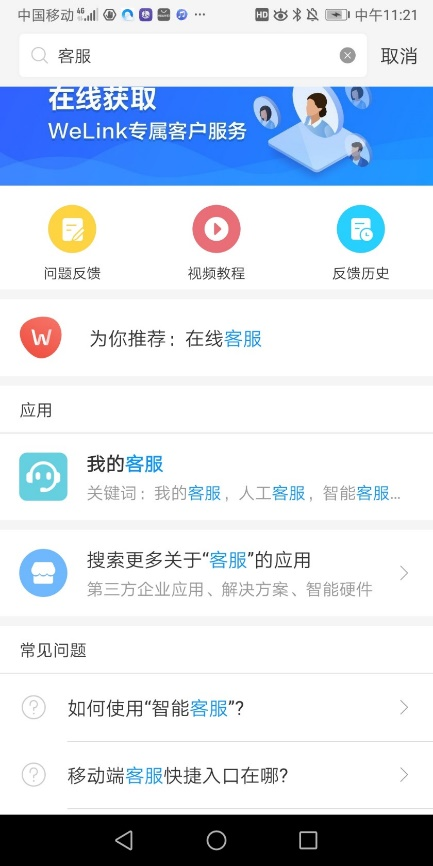 中国移动 4G HD 中午11:21
客服 取消
在线获取
WeLink专属客户服务
问题反馈 视频教程 反馈历史
W 为你推荐：在线客服
应用
我的客服
关键词：我的客服，人工客服，智能客服...
搜索更多关于“客服”的应用
第三方企业应用、解决方案、智能硬件
常见问题
如何使用“智能客服”?
移动端客服快捷入口在哪?